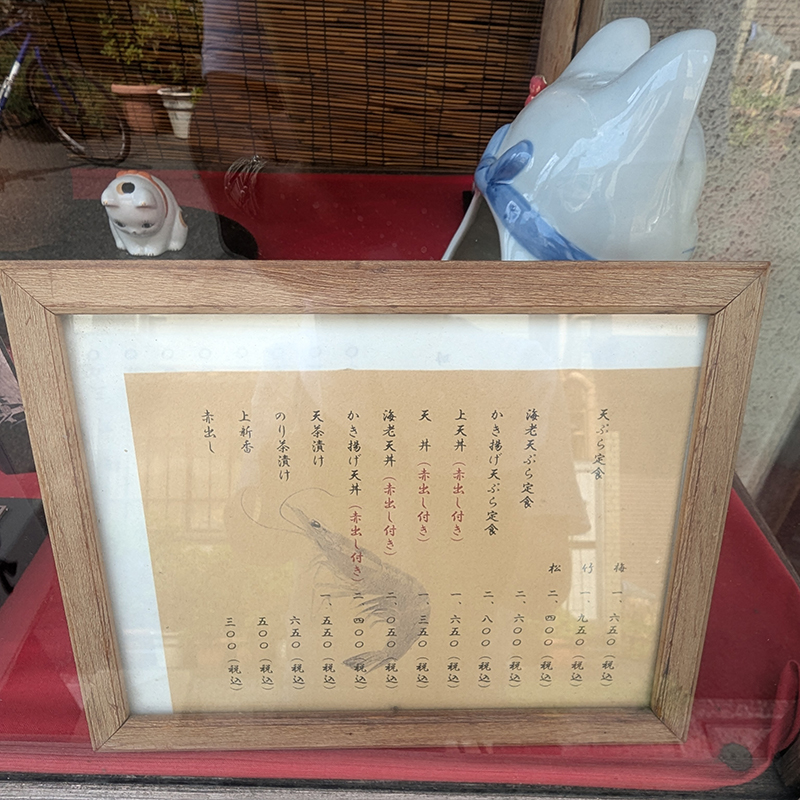 天ぷら定食
梅 一、六五〇(税込)
竹 一、九五〇(税込)
松 二、四〇〇(税込)
海老天ぷら定食 二、六〇〇(税込)
かき揚げ天ぷら定食 二、八〇〇(税込)
上天丼(赤出し付き) 一、六五〇(税込)
天 丼(赤出し付き) 一、三五〇(税込)
海老天丼(赤出し付き) 二、〇五〇(税込)
かき揚げ天丼(赤出し付き) 二、四〇〇(税込)
天茶漬け 一、五五〇(税込)
のり茶漬け 六五〇(税込)
上新香 五〇〇(税込)
赤出し 三〇〇(税込)